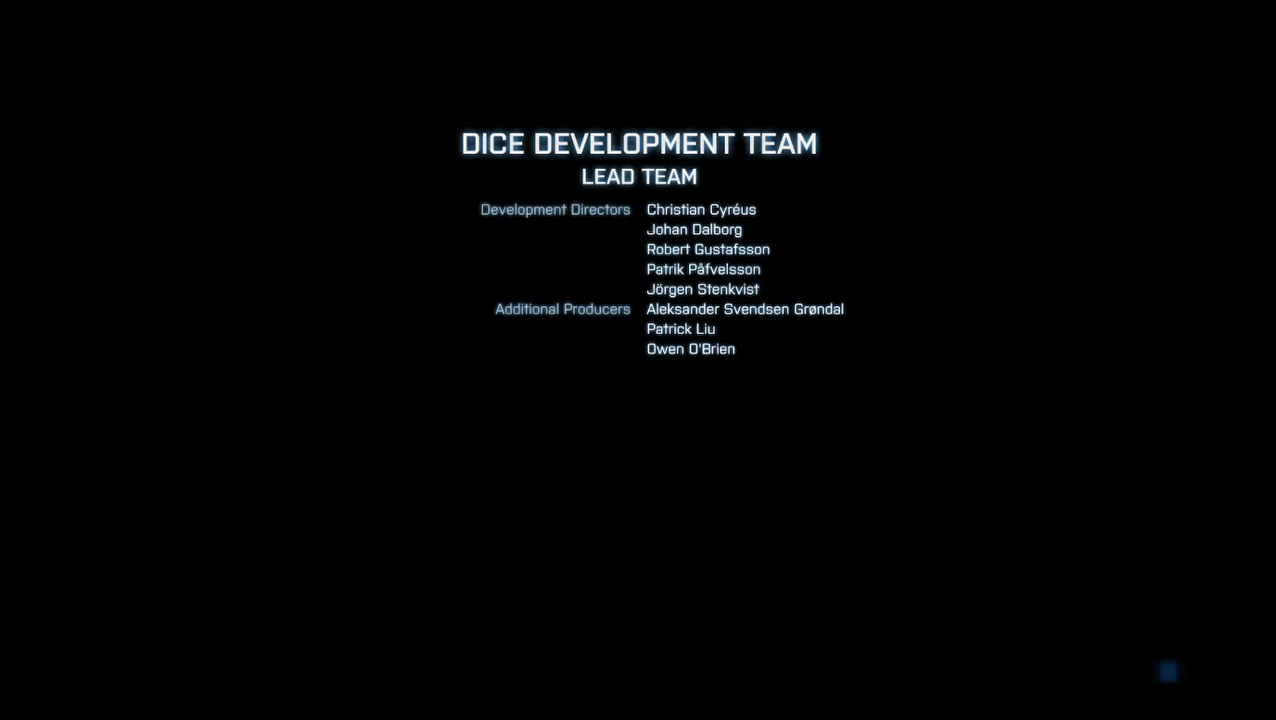 DICE DEVELOPMENT TEAM
LEAD TEAM
Development Directors Christian Cyréus
Johan Dalborg
Robert Gustafsson
Patrik Påfvelsson
Jörgen Stenkvist
Additional Producers Aleksander Svendsen Grøndal
Patrick Liu
Owen O'Brien